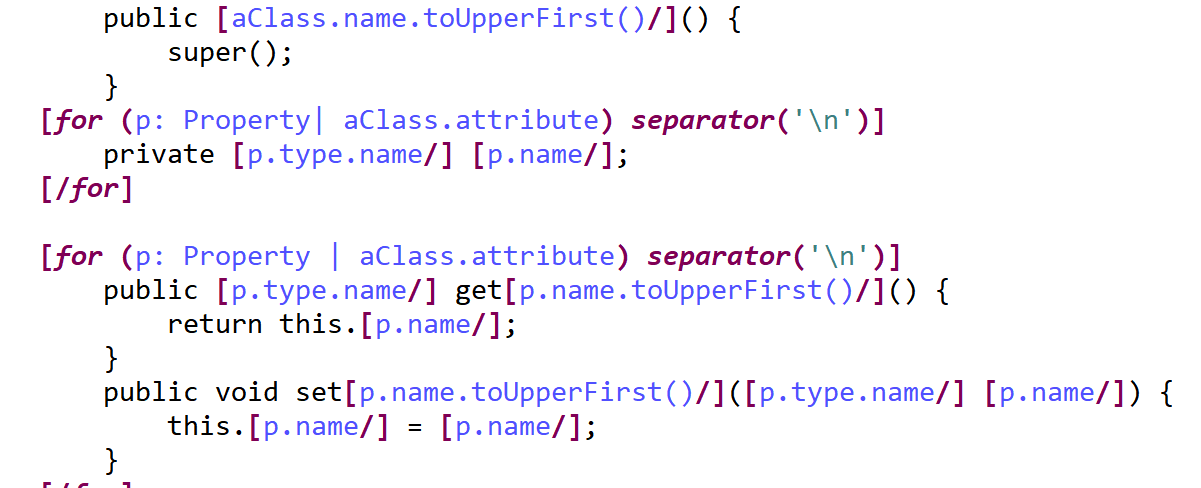 public [aClass.name.toUpperFirst()/]() {
super();
}
[for (p: Property| aClass.attribute) separator('\n')]
private [p.type.name/] [p.name/];
[/for]
[for (p: Property | aClass.attribute) separator('\n')]
public [p.type.name/] get[p.name.toUpperFirst()/]() {
return this.[p.name/];
}
public void set[p.name.toUpperFirst()/]([p.type.name/] [p.name/]) {
this.[p.name/] = [p.name/];
}